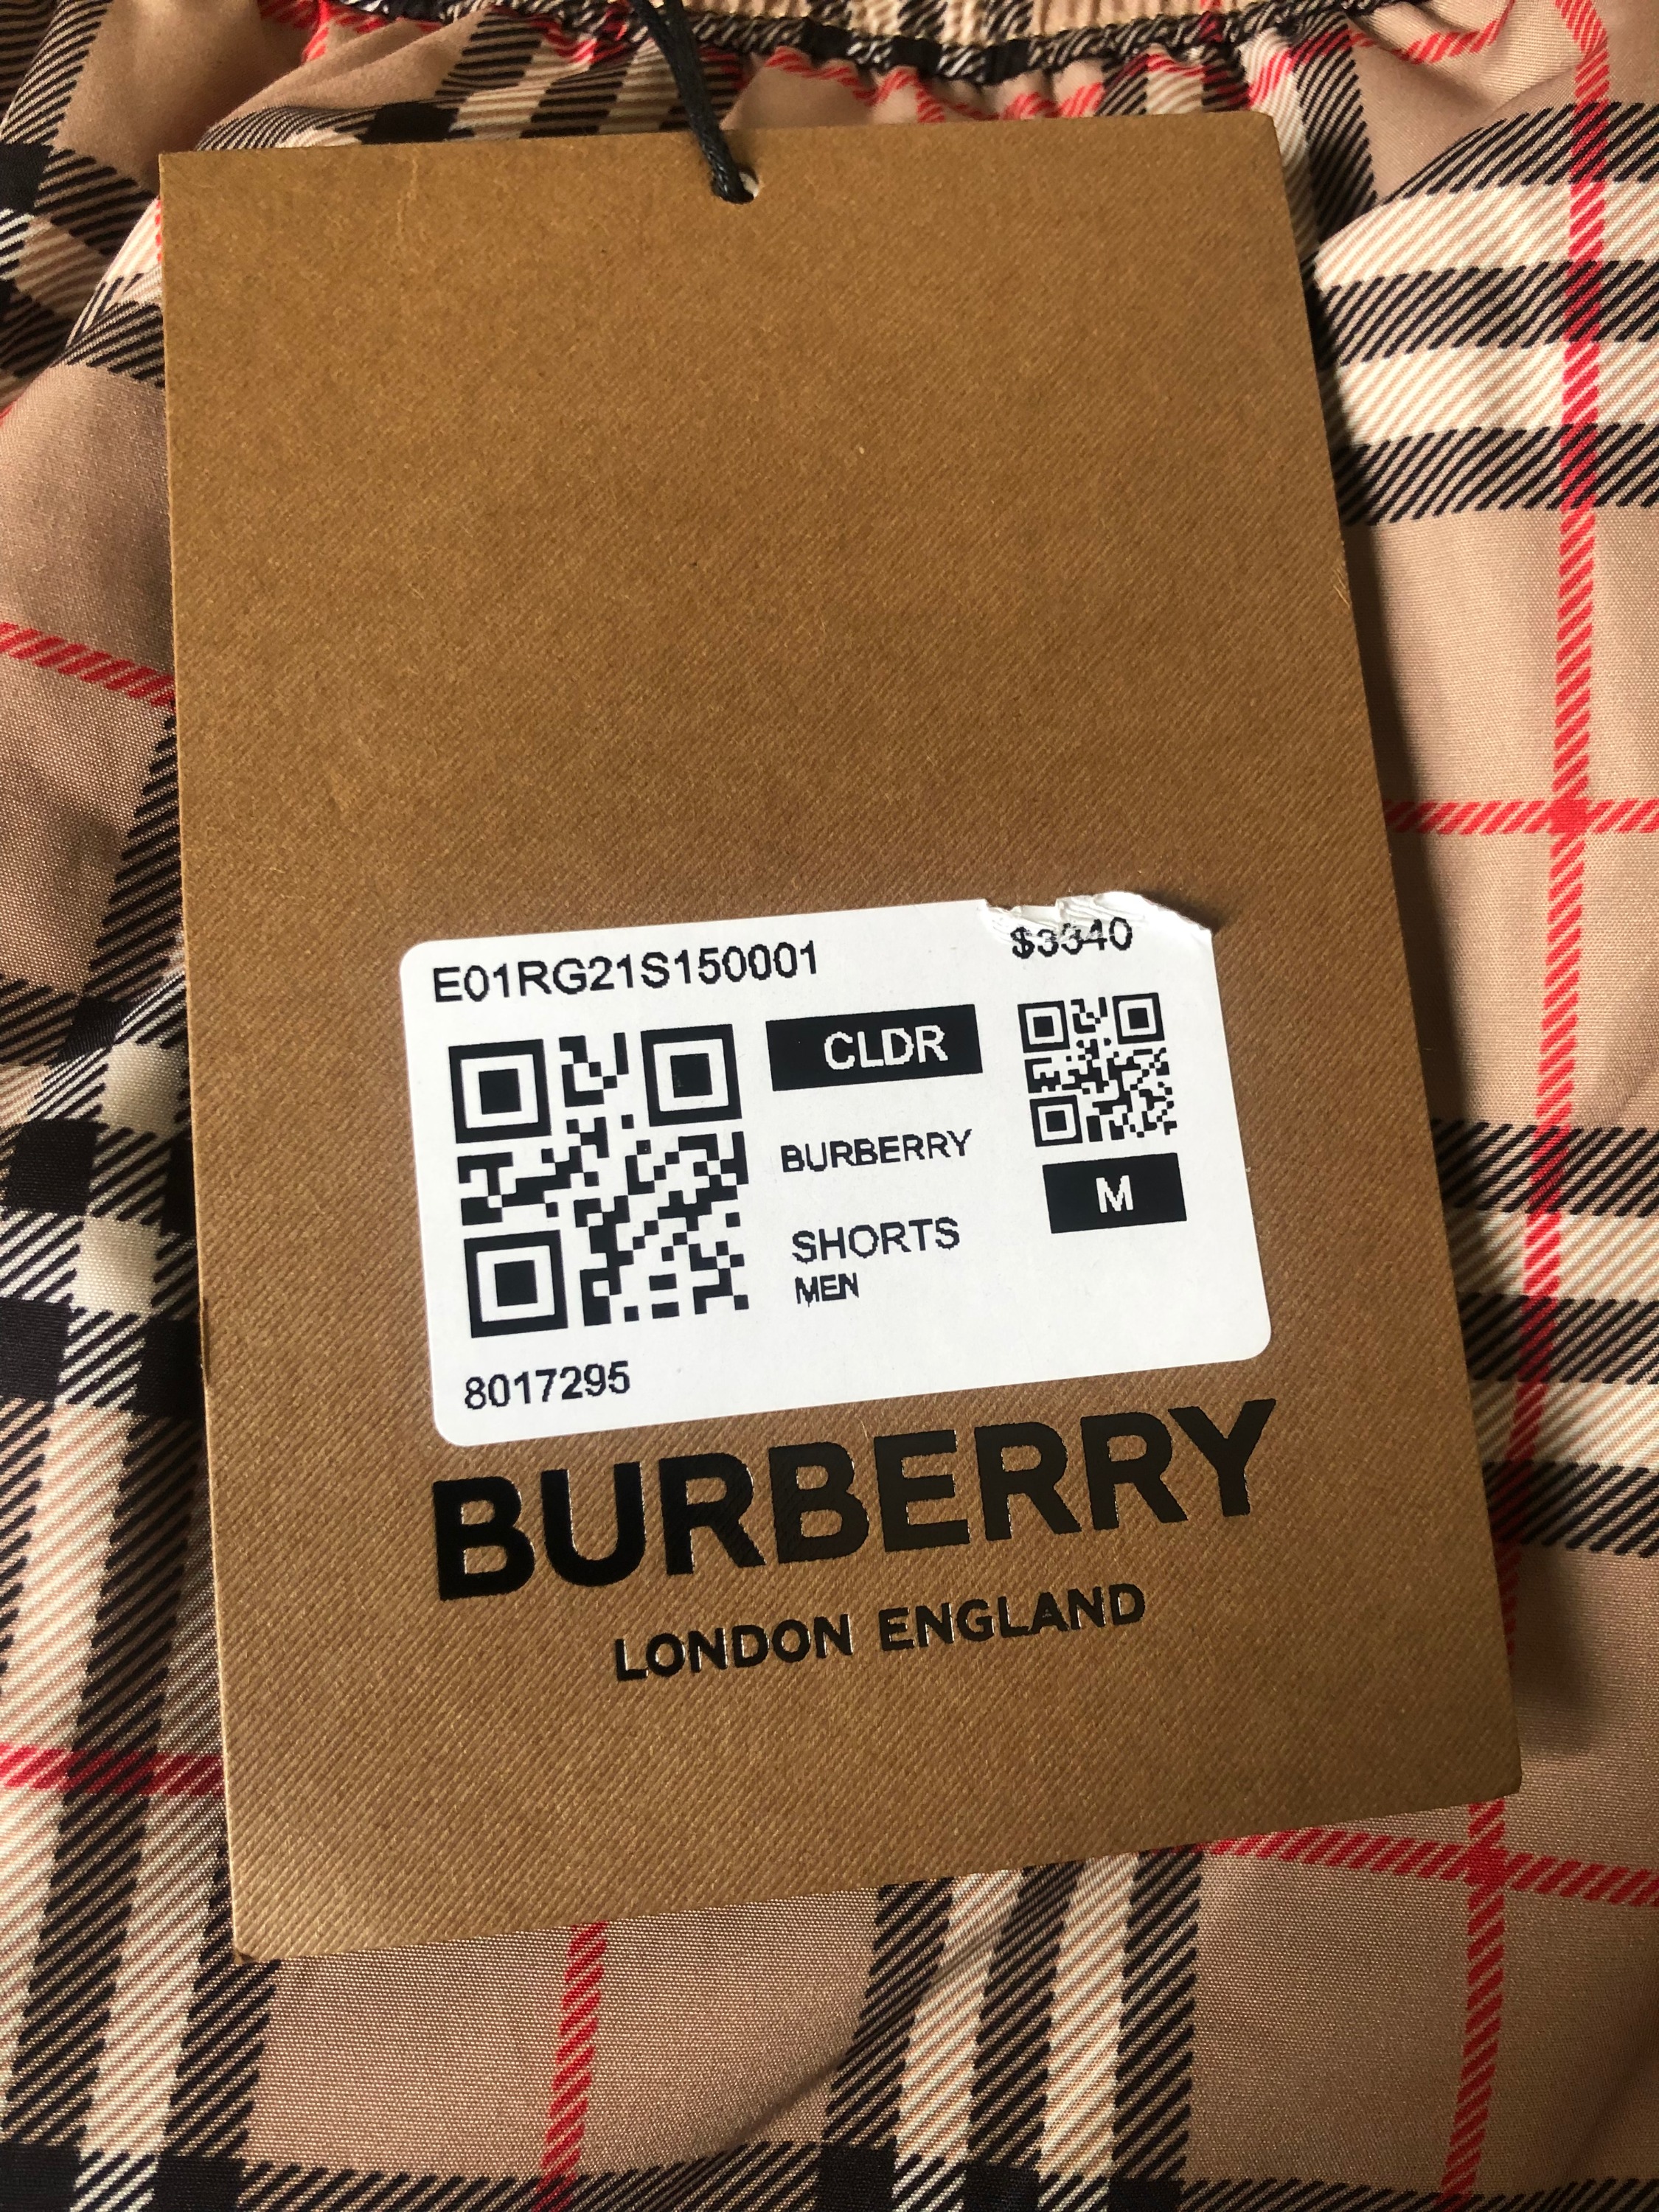 E01RG21S150001
$3340
CLDR
BURBERRY
M
SHORTS
MEN
8017295
BURBERRY
LONDON ENGLAND